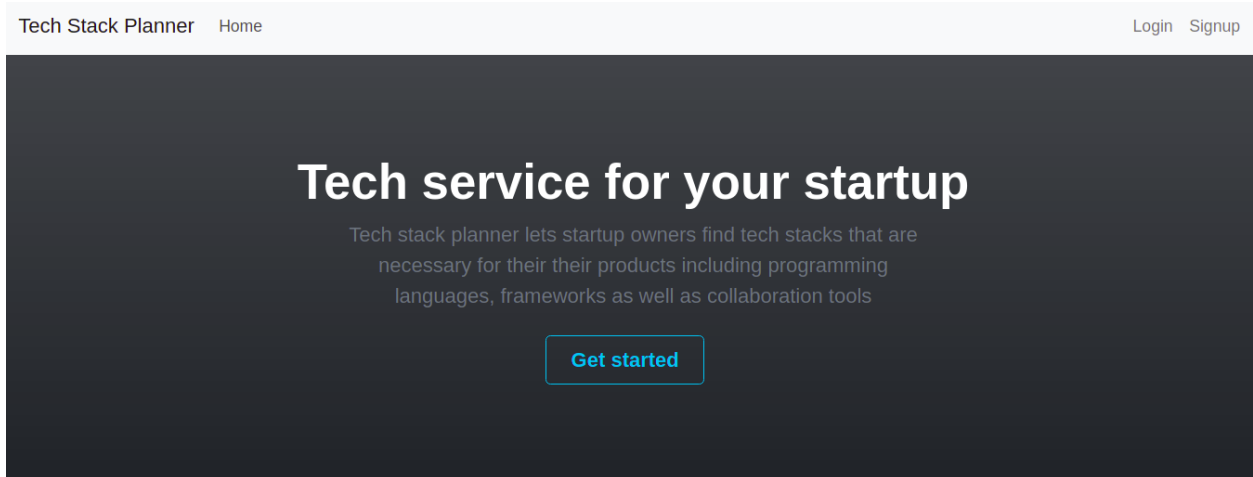 Tech Stack Planner Home Login Signup
Tech service for your startup
Tech stack planner lets startup owners find tech stacks that are
necessary for their their products including programming
languages, frameworks as well as collaboration tools
Get started